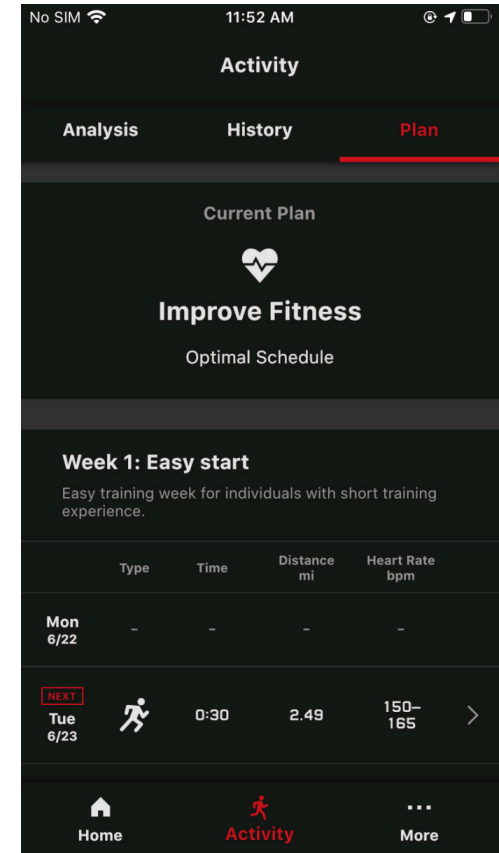 No SIM 11:52 AM
Activity
Analysis History Plan
Current Plan
Improve Fitness
Optimal Schedule
Week 1: Easy start
Easy training week for individuals with short training
experience.
Type Time Distance mi Heart Rate bpm
Mon
6/22
- - - -
NEXT
Tue
6/23
0:30 2.49 150–
165
Home Activity More